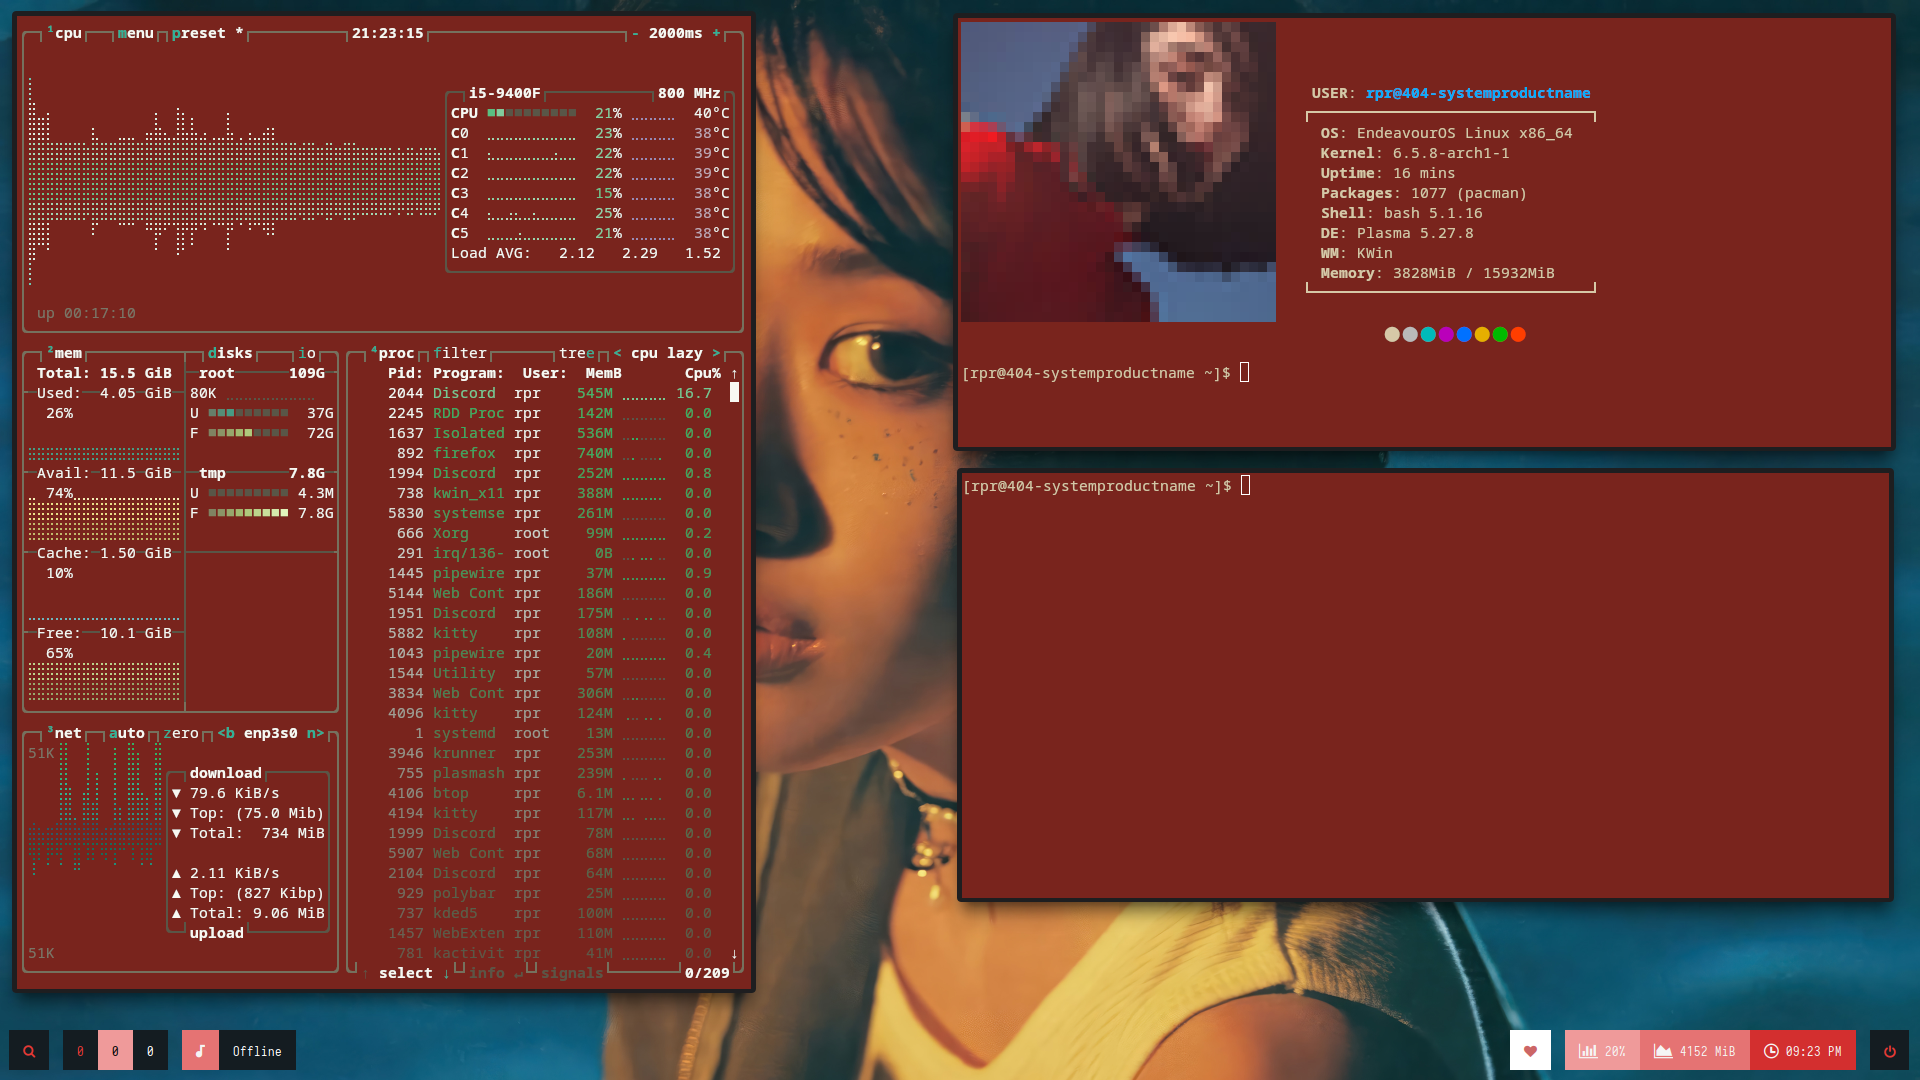 ¹cpu menu preset * 21:23:15 - 2000ms +
i5-9400F 800 MHz
CPU 21% 40°C
C0 23% 38°C
C1 22% 39°C
C2 22% 39°C
C3 15% 38°C
C4 25% 38°C
C5 21% 38°C
Load AVG: 2.12 2.29 1.52
up 00:17:10
²mem disks io
Total: 15.5 GiB
Used: 4.05 GiB
26%
Avail: 11.5 GiB
74%
Cache: 1.50 GiB
10%
Free: 10.1 GiB
65%
root 109G
80K
U 37G
F 72G
tmp 7.8G
U 4.3M
F 7.8G
³net auto zero <b enp3s0 n>
51K
download
▼ 79.6 KiB/s
▼ Top: (75.0 Mib)
▼ Total: 734 MiB
▲ 2.11 KiB/s
▲ Top: (827 Kibp)
▲ Total: 9.06 MiB
upload
51K
⁴proc filter tree < cpu lazy >
Pid: Program: User: MemB Cpu% ↑
2044 Discord rpr 545M 16.7
2245 RDD Proc rpr 142M 0.0
1637 Isolated rpr 536M 0.0
892 firefox rpr 740M 0.0
1994 Discord rpr 252M 0.8
738 kwin_x11 rpr 388M 0.0
5830 systemse rpr 261M 0.0
666 Xorg root 99M 0.2
291 irq/136- root 0B 0.0
1445 pipewire rpr 37M 0.9
5144 Web Cont rpr 186M 0.0
1951 Discord rpr 175M 0.0
5882 kitty rpr 108M 0.0
1043 pipewire rpr 20M 0.4
1544 Utility rpr 57M 0.0
3834 Web Cont rpr 306M 0.0
4096 kitty rpr 124M 0.0
1 systemd root 13M 0.0
3946 krunner rpr 253M 0.0
755 plasmash rpr 239M 0.0
4106 btop rpr 6.1M 0.0
4194 kitty rpr 117M 0.0
1999 Discord rpr 78M 0.0
5907 Web Cont rpr 68M 0.0
2104 Discord rpr 64M 0.0
929 polybar rpr 25M 0.0
737 kded5 rpr 100M 0.0
1457 WebExten rpr 110M 0.0
781 kactivit rpr 41M 0.0 ↓
↑ select ↓ info ↵ signals 0/209
USER: rpr@404-systemproductname
OS: EndeavourOS Linux x86_64
Kernel: 6.5.8-arch1-1
Uptime: 16 mins
Packages: 1077 (pacman)
Shell: bash 5.1.16
DE: Plasma 5.27.8
WM: KWin
Memory: 3828MiB / 15932MiB
[rpr@404-systemproductname ~]$
[rpr@404-systemproductname ~]$
0 0 0 Offline
20% 4152 MiB 09:23 PM